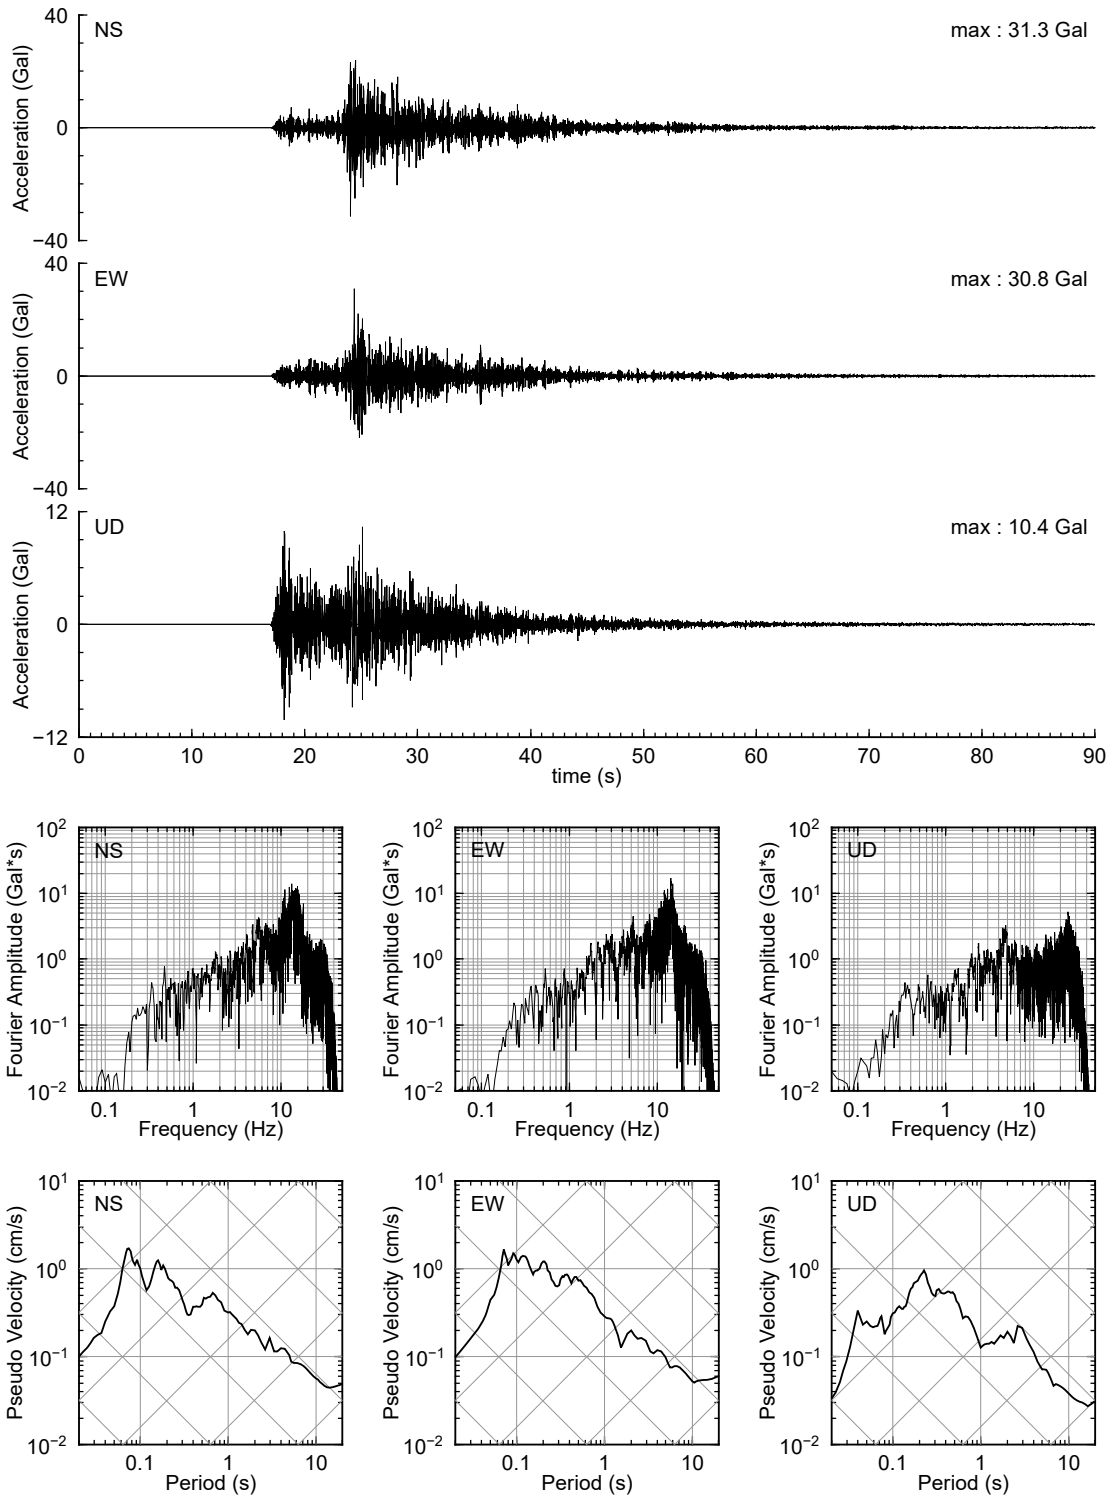 40
NS
max : 31.3 Gal
Acceleration (Gal)
0
−40
40
EW
max : 30.8 Gal
Acceleration (Gal)
0
−40
12
UD
max : 10.4 Gal
Acceleration (Gal)
0
−12
0 10 20 30 40 50 60 70 80 90
time (s)
10² 10¹ 10⁰ 10⁻¹ 10⁻²
Fourier Amplitude (Gal*s)
NS
0.1 1 10
Frequency (Hz)
10² 10¹ 10⁰ 10⁻¹ 10⁻²
Fourier Amplitude (Gal*s)
EW
0.1 1 10
Frequency (Hz)
10² 10¹ 10⁰ 10⁻¹ 10⁻²
Fourier Amplitude (Gal*s)
UD
0.1 1 10
Frequency (Hz)
10¹ 10⁰ 10⁻¹ 10⁻²
Pseudo Velocity (cm/s)
NS
0.1 1 10
Period (s)
10¹ 10⁰ 10⁻¹ 10⁻²
Pseudo Velocity (cm/s)
EW
0.1 1 10
Period (s)
10¹ 10⁰ 10⁻¹ 10⁻²
Pseudo Velocity (cm/s)
UD
0.1 1 10
Period (s)